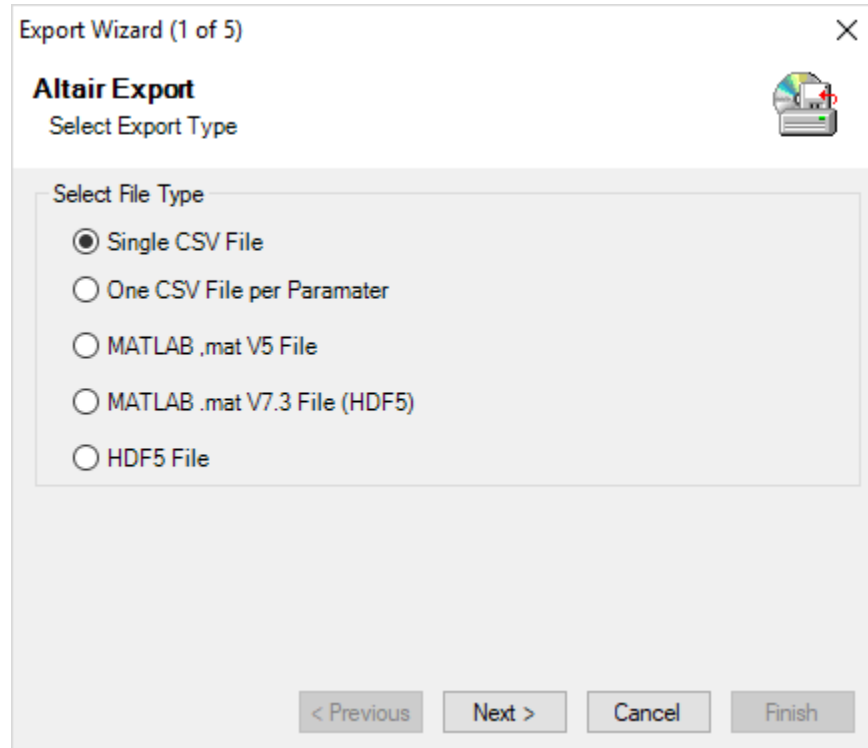 Export Wizard (1 of 5)
Altair Export
Select Export Type
Select File Type
Single CSV File
One CSV File per Paramater
MATLAB ,mat V5 File
MATLAB .mat V7.3 File (HDF5)
HDF5 File
< Previous Next > Cancel Finish